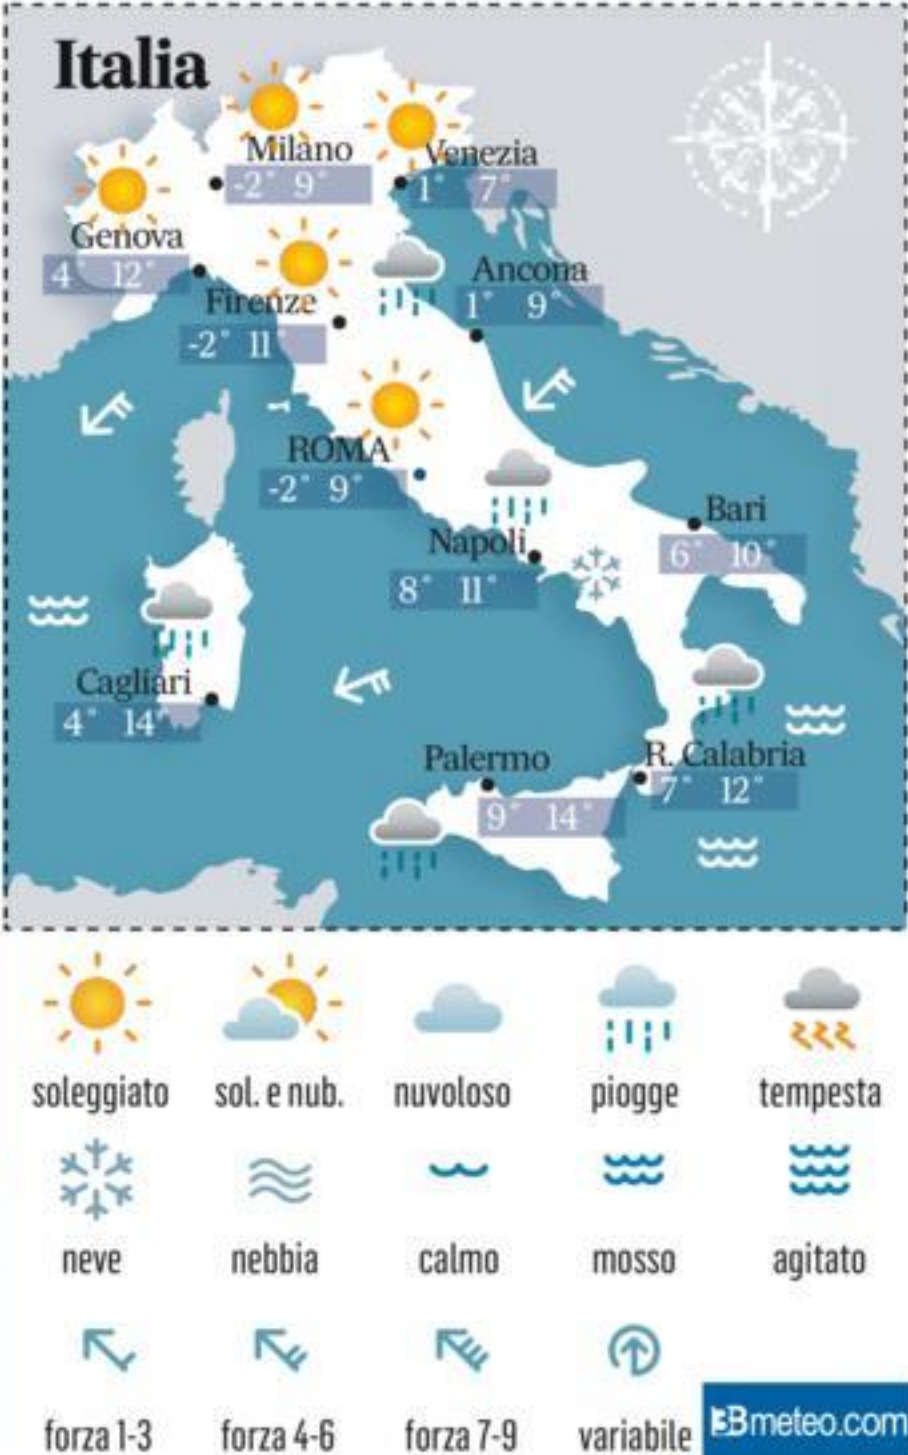 Italia
Milano
-2° 9°
Venezia
1° 7°
Genova
4° 12°
Ancona
1° 9°
Firenze
-2° 11°
ROMA
-2° 9°
Bari
6° 10°
Napoli
8° 11°
Cagliari
4° 14°
Palermo
9° 14°
R. Calabria
7° 12°
soleggiato sol. e nub. nuvoloso piogge tempesta
neve nebbia calmo mosso agitato
forza 1-3 forza 4-6 forza 7-9 variabile
3Bmeteo.com